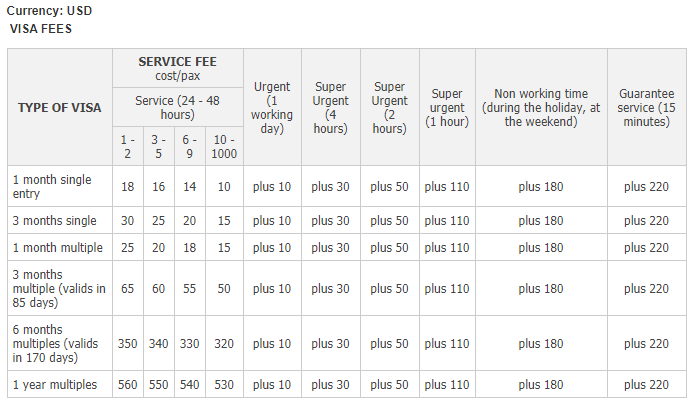 Currency: USD
VISA FEES
TYPE OF VISA
SERVICE FEE
cost/pax
Service (24 - 48
hours)
1 -
2
3 -
5
6 -
9
10 -
1000
Urgent
(1
working
day)
Super
Urgent
(4
hours)
Super
Urgent
(2
hours)
Super
urgent
(1 hour)
Non working time
(during the holiday, at
the weekend)
Guarantee
service (15
minutes)
1 month single
entry
18 16 14 10 plus 10 plus 30 plus 50 plus 110 plus 180 plus 220
3 months single 30 25 20 15 plus 10 plus 30 plus 50 plus 110 plus 180 plus 220
1 month multiple 25 20 18 15 plus 10 plus 30 plus 50 plus 110 plus 180 plus 220
3 months
multiple (valids in
85 days)
65 60 55 50 plus 10 plus 30 plus 50 plus 110 plus 180 plus 220
6 months
multiples (valids
in 170 days)
350 340 330 320 plus 10 plus 30 plus 50 plus 110 plus 180 plus 220
1 year multiples 560 550 540 530 plus 10 plus 30 plus 50 plus 110 plus 180 plus 220